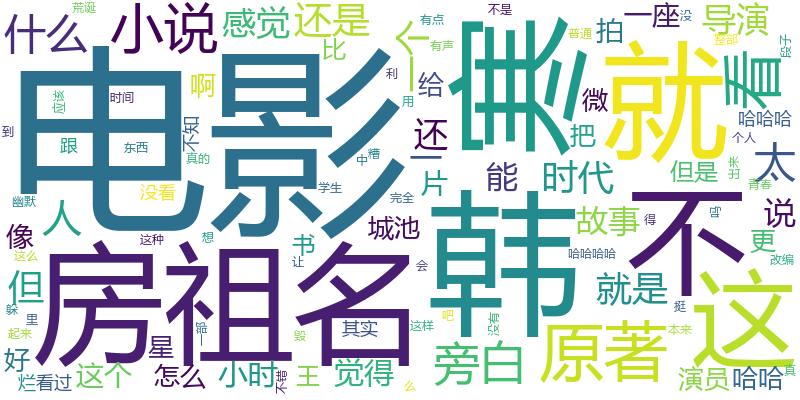 荒诞
什么
小说
感觉
还是
比
有点
不是
个
一
有声
拍
一座
没
导演
整部
普通
段子
电影
寒
就
看
啊
给
微
用
利
应该
时间
到
跟
东西
不知
还
一
把
哈哈哈
个人
真的
中
糟
片
能
时代
但是
太
没看
学生
完全
青春
幽默
人
韩
不
想
书
城池
故事
得
说
像
这种
让
会
哈哈哈哈
更
这么
改编
但
房祖名
就是
挺
这
躲
里
其实
这样
吧
没有
起来
星
毁
旁白
原著
本来
好
怎么
小时
不错
王
觉得
么
演员
哈哈
真
烂
看过
这个